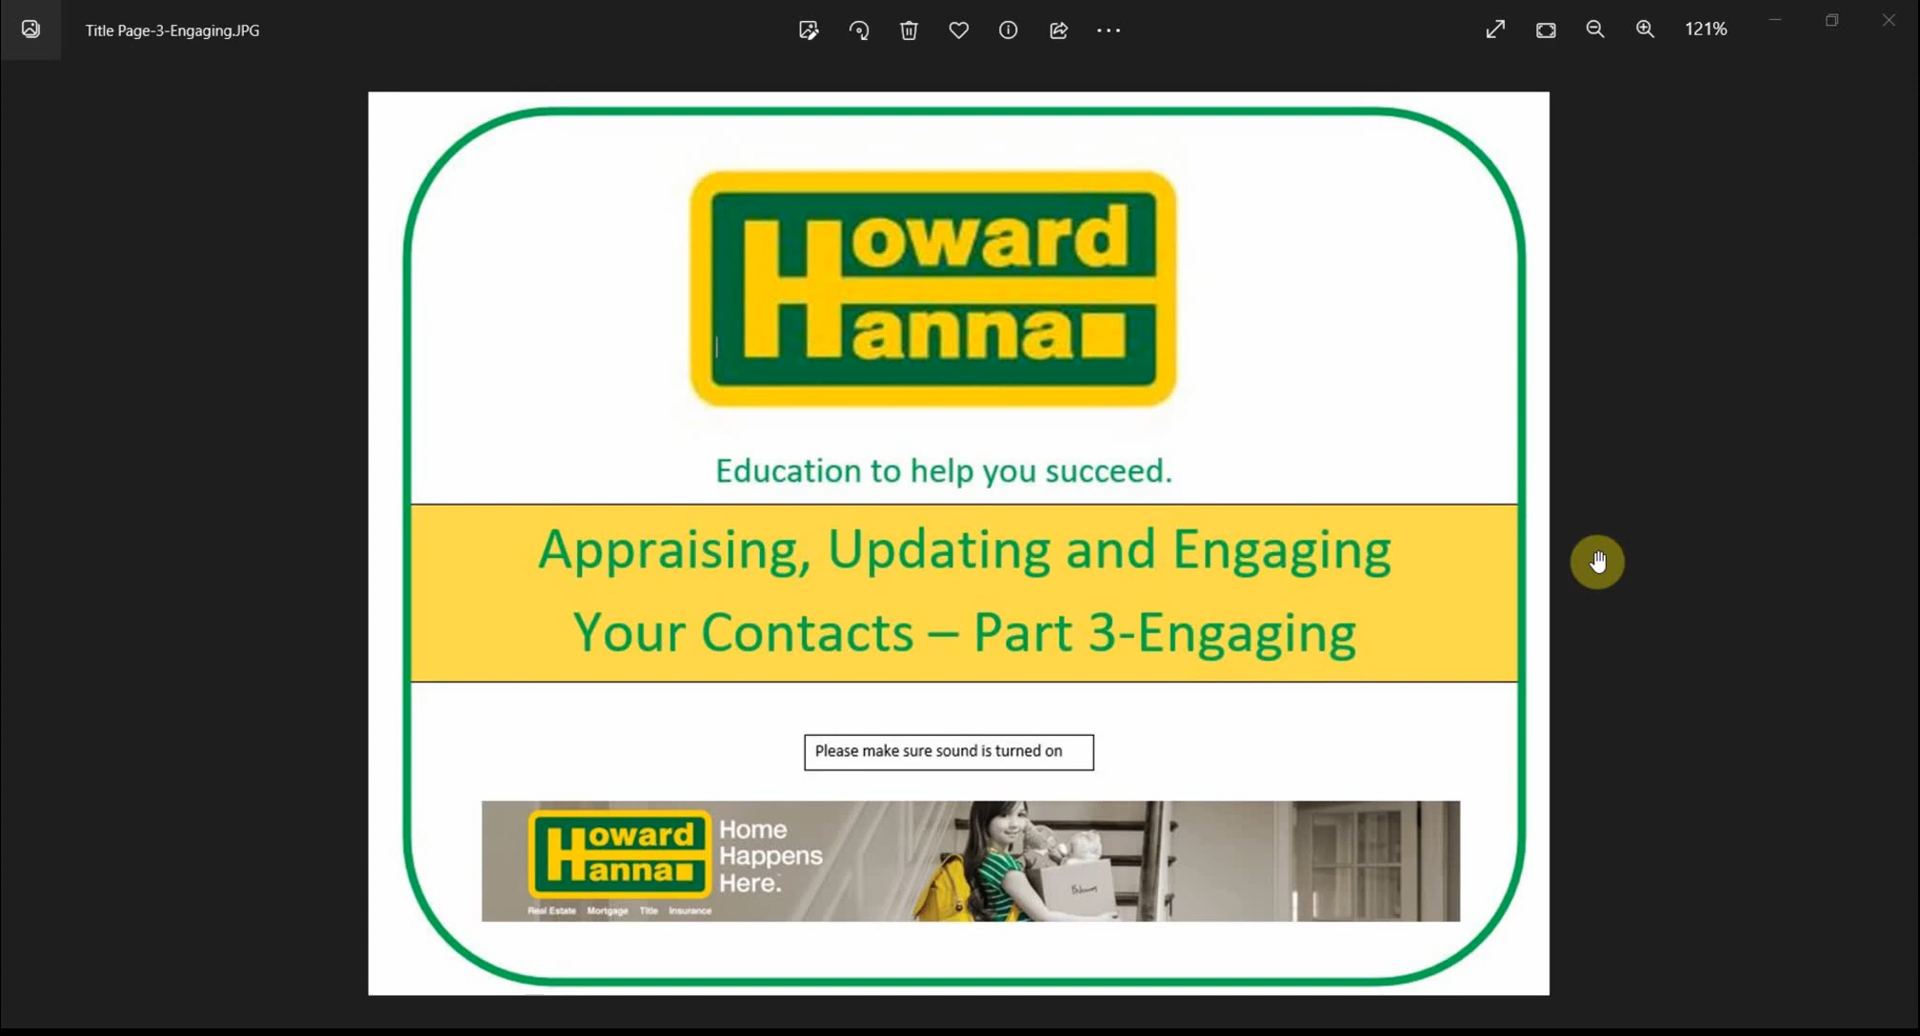 Title Page-3-Engaging.JPG
121%
Howard
Hanna
Education to help you succeed.
Appraising, Updating and Engaging
Your Contacts – Part 3-Engaging
Please make sure sound is turned on
Howard
Hanna
Home
Happens
Here.
Real Estate Mortgage Title Insurance